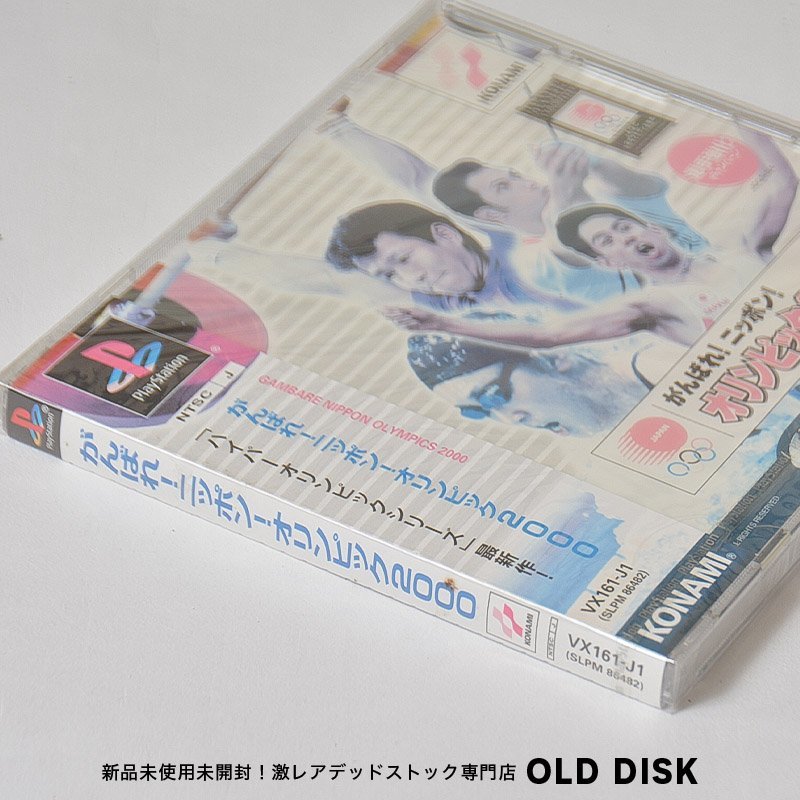 KONAMI
JAPAN
がんばれ!ニッポン!
オリンピック
JAPAN
PlayStation
NTSC J
GAMBARE NIPPON OLYMPICS 2000
がんばれ!ニッポン!オリンピック2000
「ハイパーオリンピックシリーズ」最新作!
VX161-J1
(SLPM 86482)
KONAMI®
PlayStation
がんばれ!ニッポン!オリンピック2000
KONAMI
VX161-J1
(SLPM 86482)
新品未使用未開封!激レアデッドストック専門店 OLD DISK